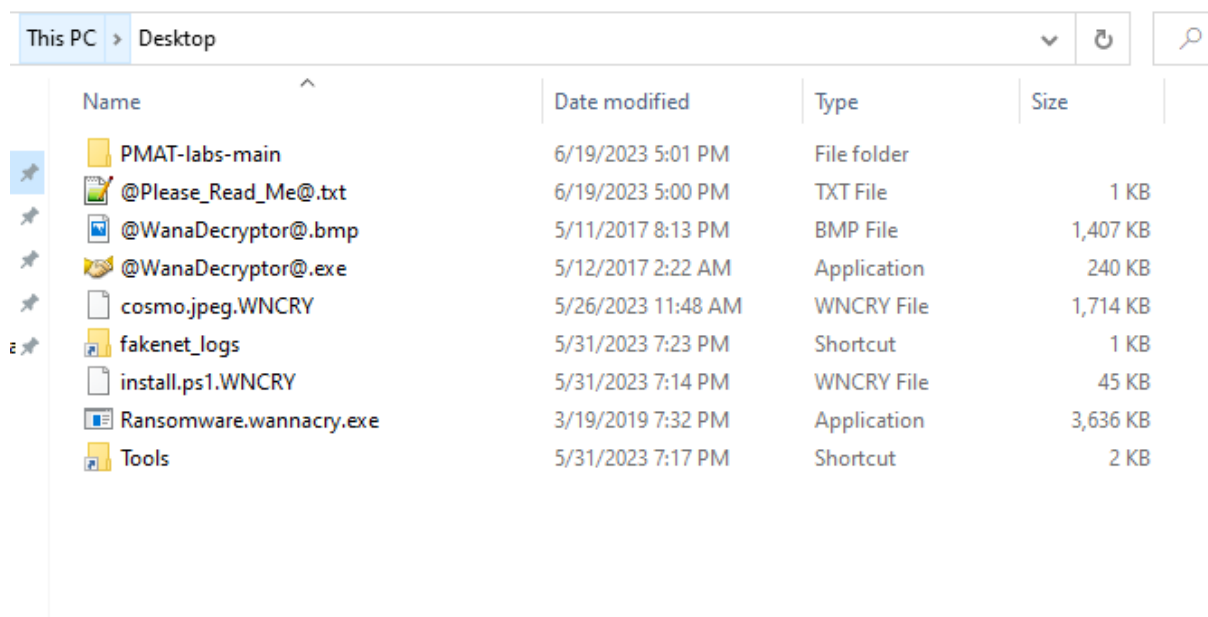 This PC > Desktop
Name Date modified Type Size
PMAT-labs-main 6/19/2023 5:01 PM File folder
@Please_Read_Me@.txt 6/19/2023 5:00 PM TXT File 1 KB
@WanaDecryptor@.bmp 5/11/2017 8:13 PM BMP File 1,407 KB
@WanaDecryptor@.exe 5/12/2017 2:22 AM Application 240 KB
cosmo.jpeg.WNCRY 5/26/2023 11:48 AM WNCRY File 1,714 KB
fakenet_logs 5/31/2023 7:23 PM Shortcut 1 KB
install.ps1.WNCRY 5/31/2023 7:14 PM WNCRY File 45 KB
Ransomware.wannacry.exe 3/19/2019 7:32 PM Application 3,636 KB
Tools 5/31/2023 7:17 PM Shortcut 2 KB